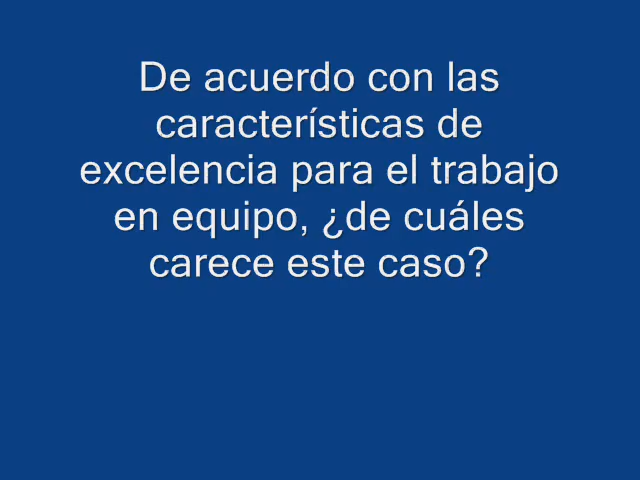 De acuerdo con las
características de
excelencia para el trabajo
en equipo, ¿de cuáles
carece este caso?